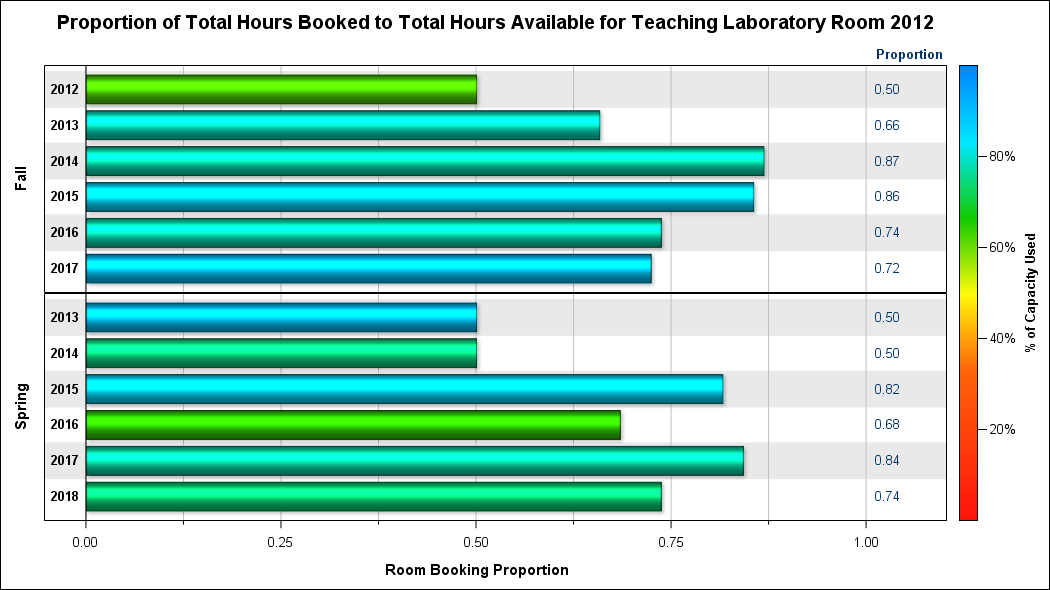 Proportion of Total Hours Booked to Total Hours Available for Teaching Laboratory Room 2012
Proportion
Fall
2012 0.50
2013 0.66
2014 0.87
2015 0.86
2016 0.74
2017 0.72
Spring
2013 0.50
2014 0.50
2015 0.82
2016 0.68
2017 0.84
2018 0.74
0.00 0.25 0.50 0.75 1.00
Room Booking Proportion
80%
60%
40%
20%
% of Capacity Used